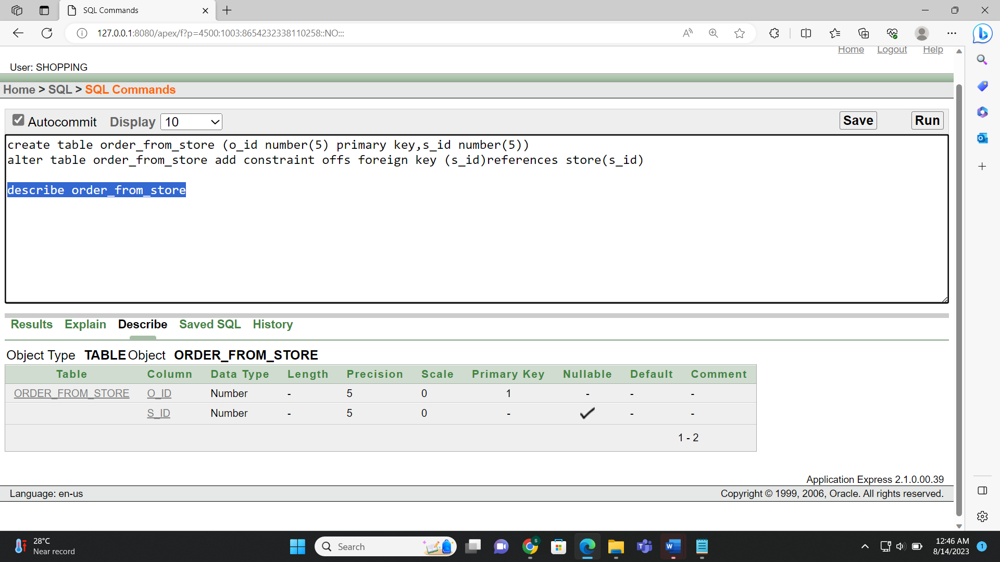 SQL Commands
127.0.0.1:8080/apex/f?p=4500:1003:8654232338110258::NO:::
Home Logout Help
User: SHOPPING
Home > SQL > SQL Commands
Autocommit Display 10 Save Run
create table order_from_store (o_id number(5) primary key,s_id number(5))
alter table order_from_store add constraint offs foreign key (s_id)references store(s_id)
describe order_from_store
Results Explain Describe Saved SQL History
Object Type TABLE Object ORDER_FROM_STORE
Table Column Data Type Length Precision Scale Primary Key Nullable Default Comment
ORDER_FROM_STORE O_ID Number - 5 0 1 - - -
S_ID Number - 5 0 - ✓ - -
1 - 2
Application Express 2.1.0.00.39
Language: en-us Copyright © 1999, 2006, Oracle. All rights reserved.
28°C
Near record
Search
12:46 AM
8/14/2023
1